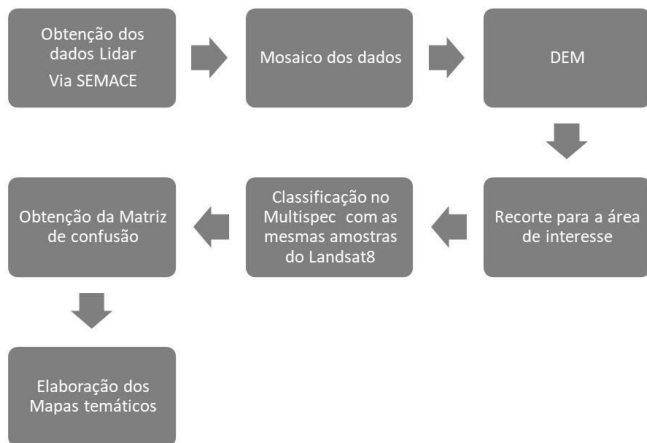 Obtenção dos
dados Lidar
Via SEMACE
Mosaico dos dados
DEM
Recorte para a área
de interesse
Classificação no
Multispec com as
mesmas amostras
do Landsat8
Obtenção da Matriz
de confusão
Elaboração dos
Mapas temáticos